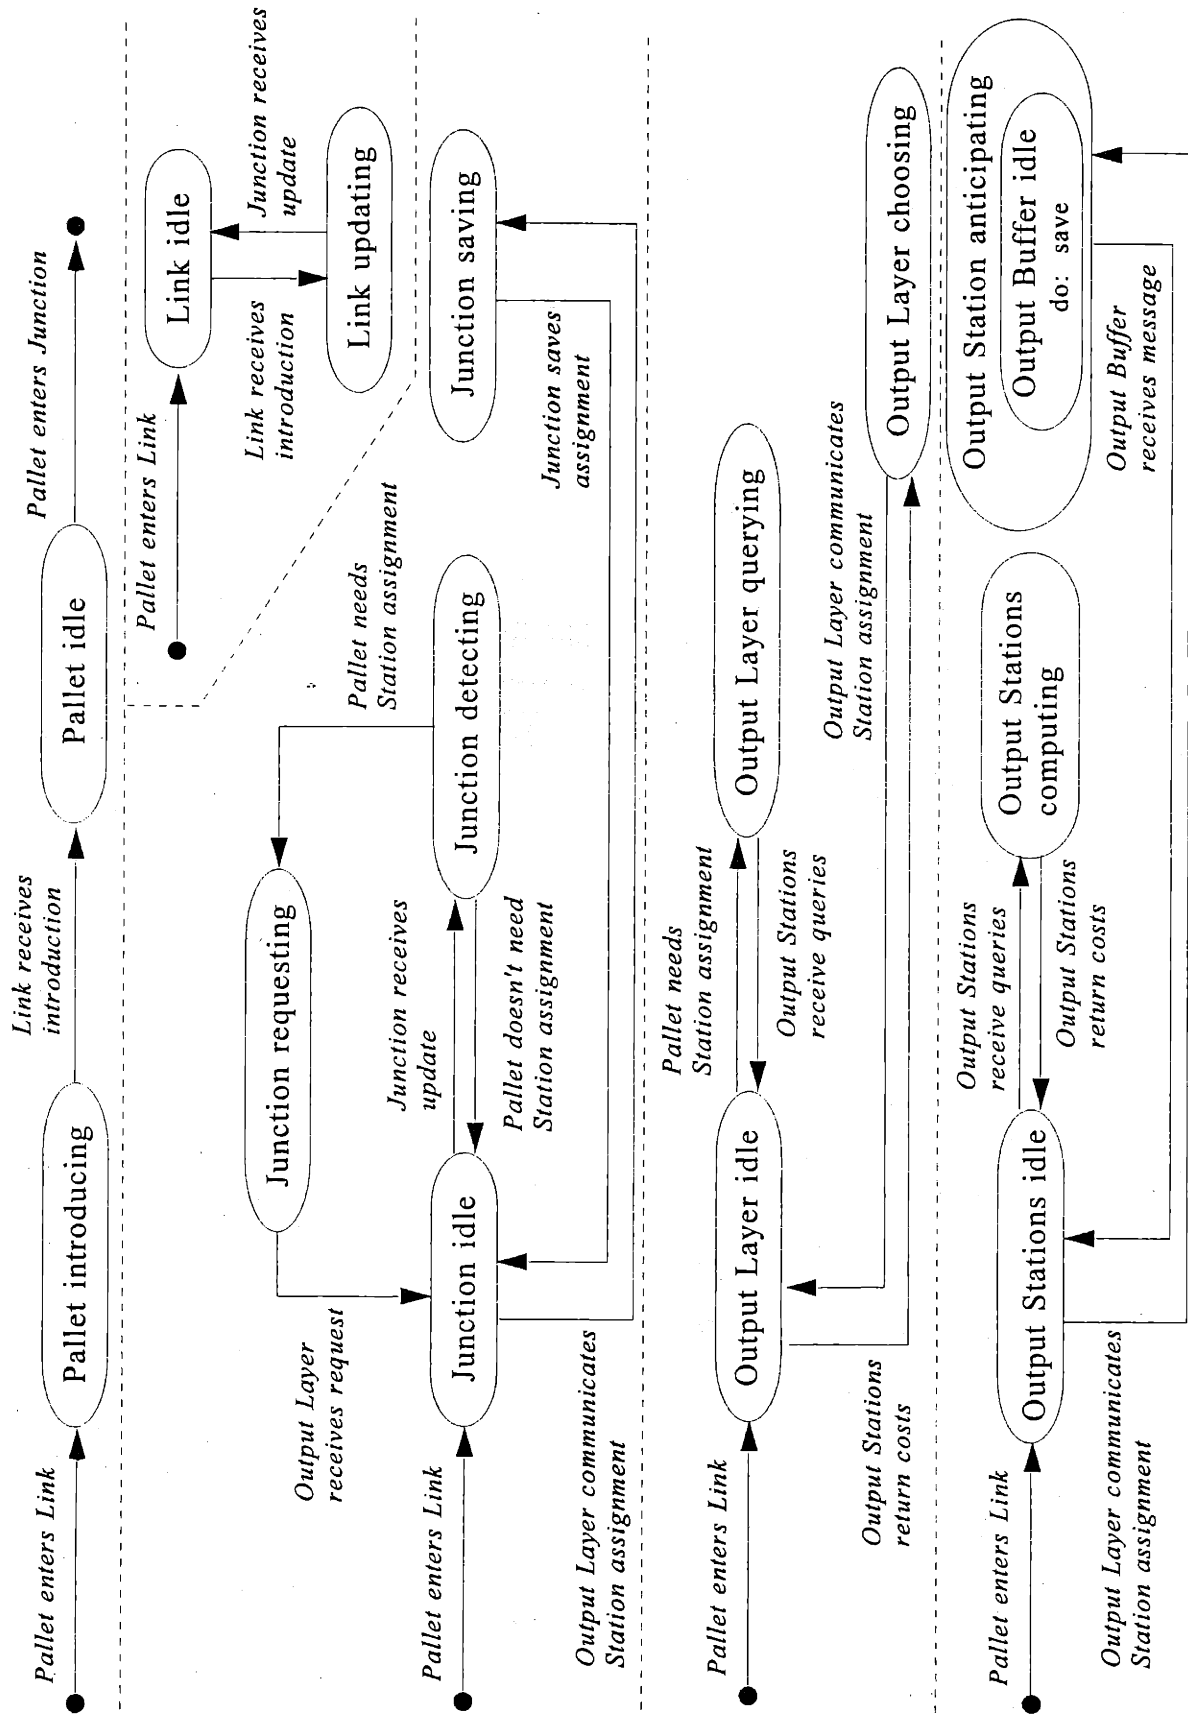 Pallet enters Link
Pallet introducing
Link receives
introduction
Pallet idle
Pallet enters Junction
Pallet enters Link
Link idle
Link receives
introduction
Junction receives
update
Link updating
Output Layer
receives request
Junction requesting
Pallet needs
Station assignment
Pallet enters Link
Junction idle
Junction receives
update
Pallet doesn't need
Station assignment
Junction detecting
Junction saving
Output Layer communicates
Station assignment
Junction saves
assignment
Pallet enters Link
Output Layer idle
Pallet needs
Station assignment
Output Stations
receive queries
Output Layer querying
Output Stations
return costs
Output Layer communicates
Station assignment
Output Layer choosing
Pallet enters Link
Output Stations idle
Output Stations
receive queries
Output Stations
return costs
Output Stations
computing
Output Station anticipating
Output Buffer idle
do: save
Output Layer communicates
Station assignment
Output Buffer
receives message